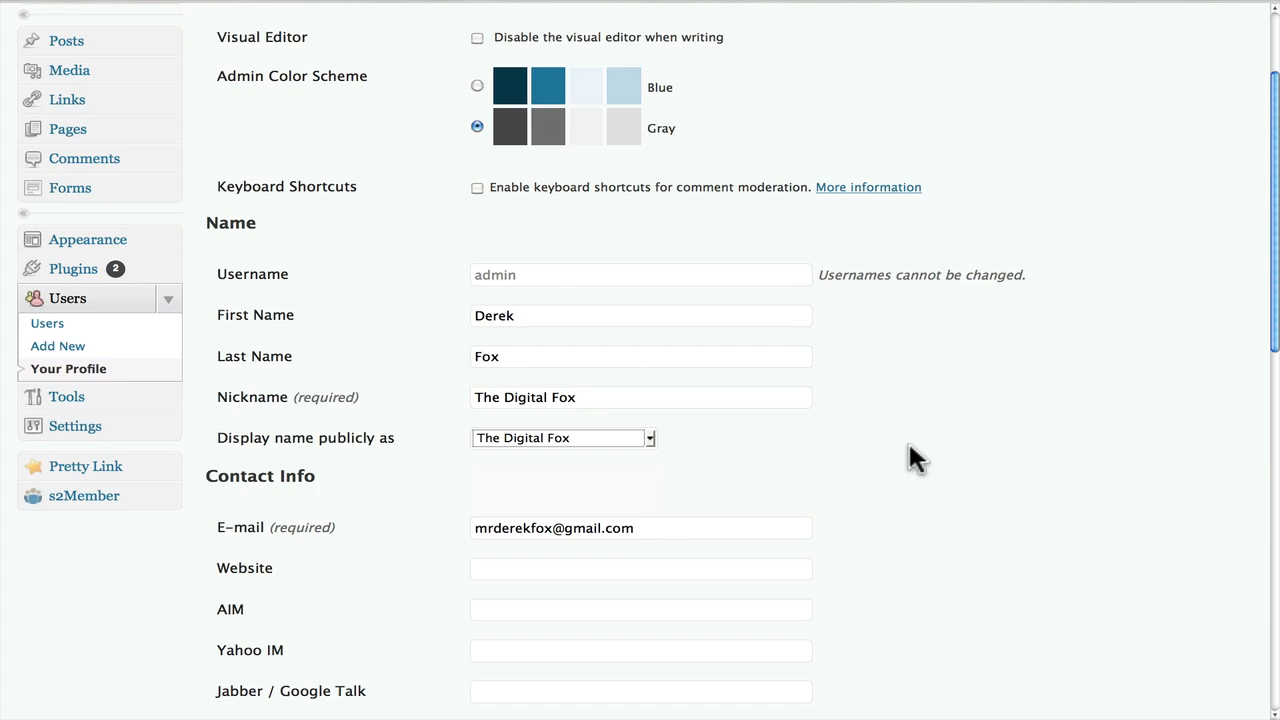 Posts
Media
Links
Pages
Comments
Forms
Appearance
Plugins 2
Users
Users
Add New
Your Profile
Tools
Settings
Pretty Link
s2Member
Visual Editor
Disable the visual editor when writing
Admin Color Scheme
Blue
Gray
Keyboard Shortcuts
Enable keyboard shortcuts for comment moderation. More information
Name
Username
admin
Usernames cannot be changed.
First Name
Derek
Last Name
Fox
Nickname (required)
The Digital Fox
Display name publicly as
The Digital Fox
Contact Info
E-mail (required)
mrderekfox@gmail.com
Website
AIM
Yahoo IM
Jabber / Google Talk